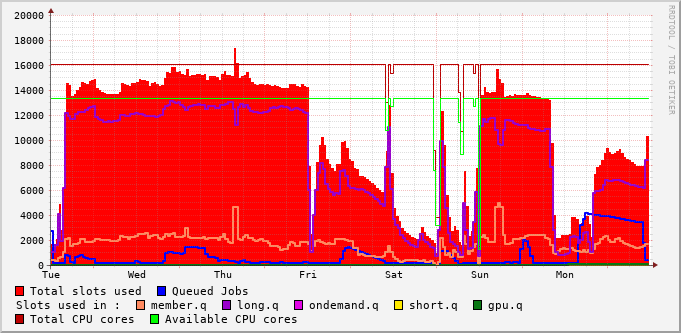 20000
18000
16000
14000
12000
10000
8000
6000
4000
2000
0
Tue Wed Thu Fri Sat Sun Mon
RRDTOOL / TOBI OETIKER
Total slots used Queued Jobs
Slots used in : member.q long.q ondemand.q short.q gpu.q
Total CPU cores Available CPU cores